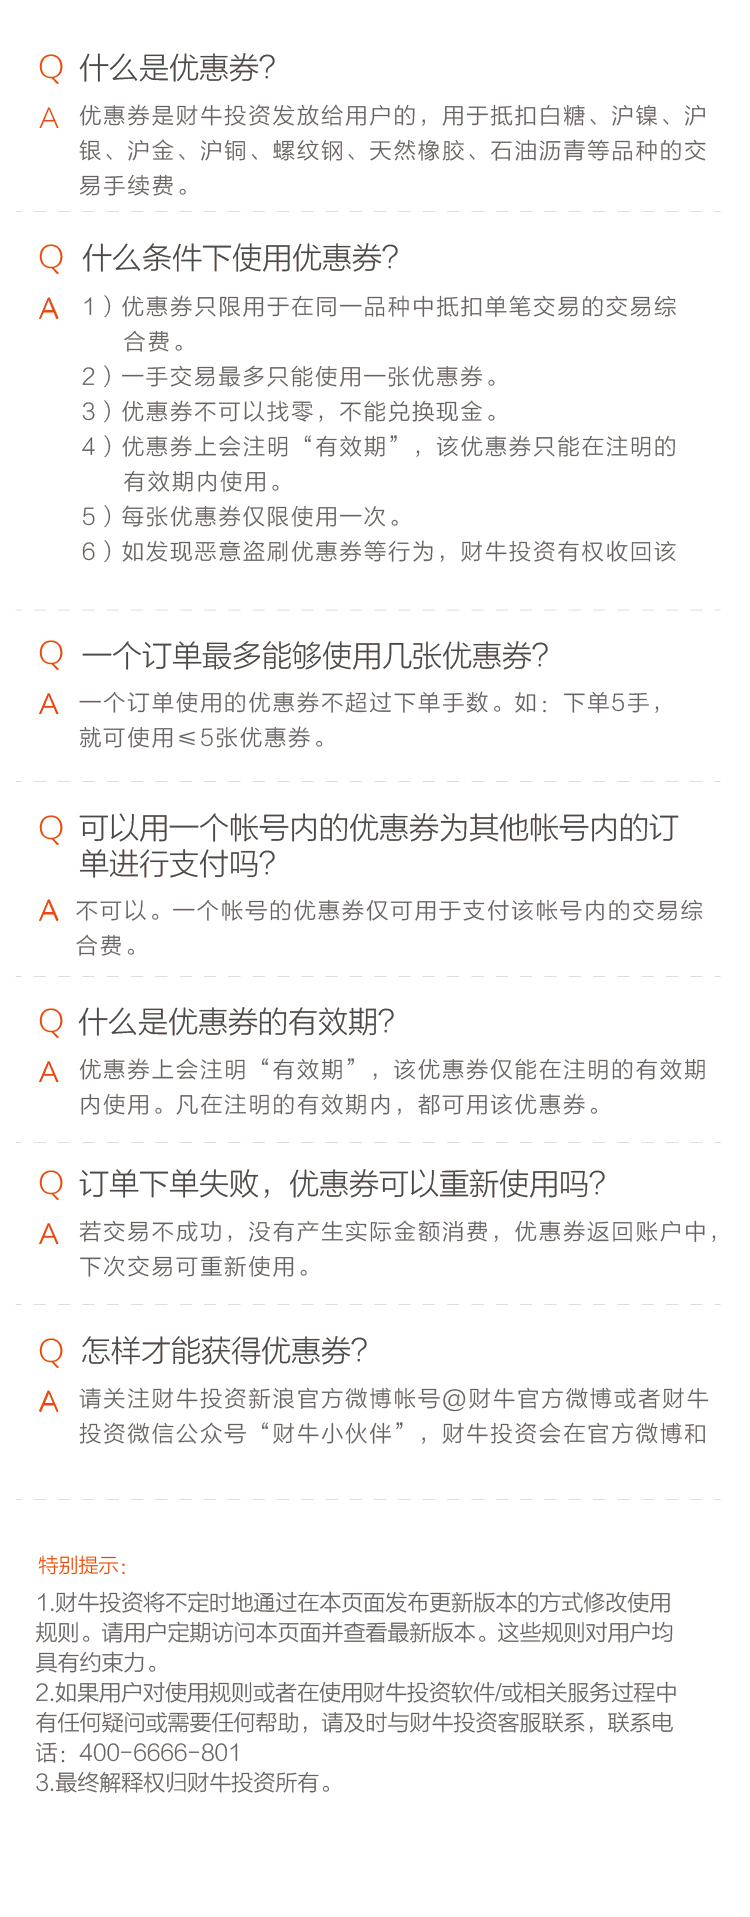 Q 什么是优惠券？
A 优惠券是财牛投资发放给用户的，用于抵扣白糖、沪镍、沪
银、沪金、沪铜、螺纹钢、天然橡胶、石油沥青等品种的交
易手续费。
Q 什么条件下使用优惠券？
A 1）优惠券只限用于在同一品种中抵扣单笔交易的交易综
合费。
2）一手交易最多只能使用一张优惠券。
3）优惠券不可以找零，不能兑换现金。
4）优惠券上会注明“有效期”，该优惠券只能在注明的
有效期内使用。
5）每张优惠券仅限使用一次。
6）如发现恶意盗刷优惠券等行为，财牛投资有权收回该
Q 一个订单最多能够使用几张优惠券？
A 一个订单使用的优惠券不超过下单手数。如：下单5手，
就可使用≤5张优惠券。
Q 可以用一个帐号内的优惠券为其他帐号内的订
单进行支付吗？
A 不可以。一个帐号的优惠券仅可用于支付该帐号内的交易综
合费。
Q 什么是优惠券的有效期？
A 优惠券上会注明“有效期”，该优惠券仅能在注明的有效期
内使用。凡在注明的有效期内，都可用该优惠券。
Q 订单下单失败，优惠券可以重新使用吗？
A 若交易不成功，没有产生实际金额消费，优惠券返回账户中，
下次交易可重新使用。
Q 怎样才能获得优惠券？
A 请关注财牛投资新浪官方微博帐号@财牛官方微博或者财牛
投资微信公众号“财牛小伙伴”，财牛投资会在官方微博和
特别提示：
1.财牛投资将不定时地通过在本页面发布更新版本的方式修改使用
规则。请用户定期访问本页面并查看最新版本。这些规则对用户均
具有约束力。
2.如果用户对使用规则或者在使用财牛投资软件/或相关服务过程中
有任何疑问或需要任何帮助，请及时与财牛投资客服联系，联系电
话：400-6666-801
3.最终解释权归财牛投资所有。